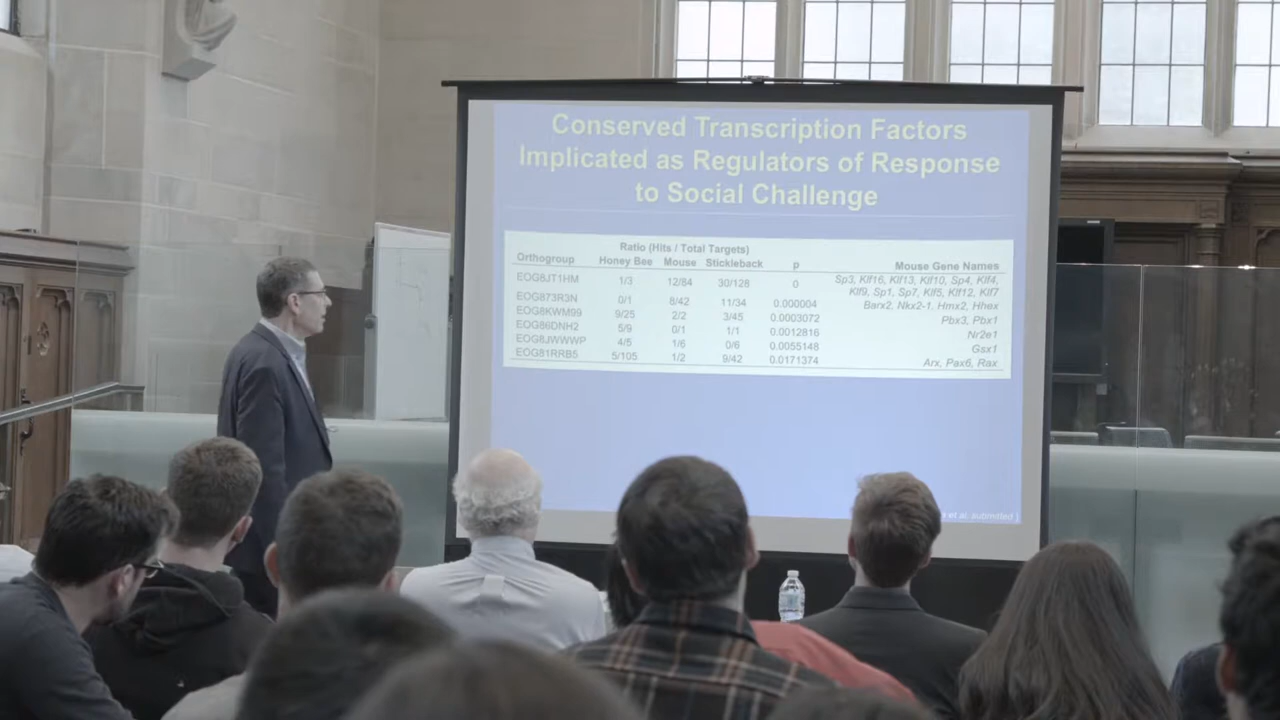 Conserved Transcription Factors
Implicated as Regulators of Response
to Social Challenge
Ratio (Hits / Total Targets)
Orthogroup Honey Bee Mouse Stickleback p Mouse Gene Names
EOG8JT1HM 1/3 12/84 30/128 0 Sp3, Klf16, Klf13, Klf10, Sp4, Klf4,
Klf9, Sp1, Sp7, Klf5, Klf12, Klf7
EOG873R3N 0/1 8/42 11/34 0.000004 Barx2, Nkx2-1, Hmx2, Hhex
EOG8KWM99 9/25 2/2 3/45 0.0003072 Pbx3, Pbx1
EOG86DNH2 5/9 0/1 1/1 0.0012816 Nr2e1
EOG8JWWWP 4/5 1/6 0/6 0.0055148 Gsx1
EOG81RRB5 5/105 1/2 9/42 0.0171374 Arx, Pax6, Rax
et al. submitted )